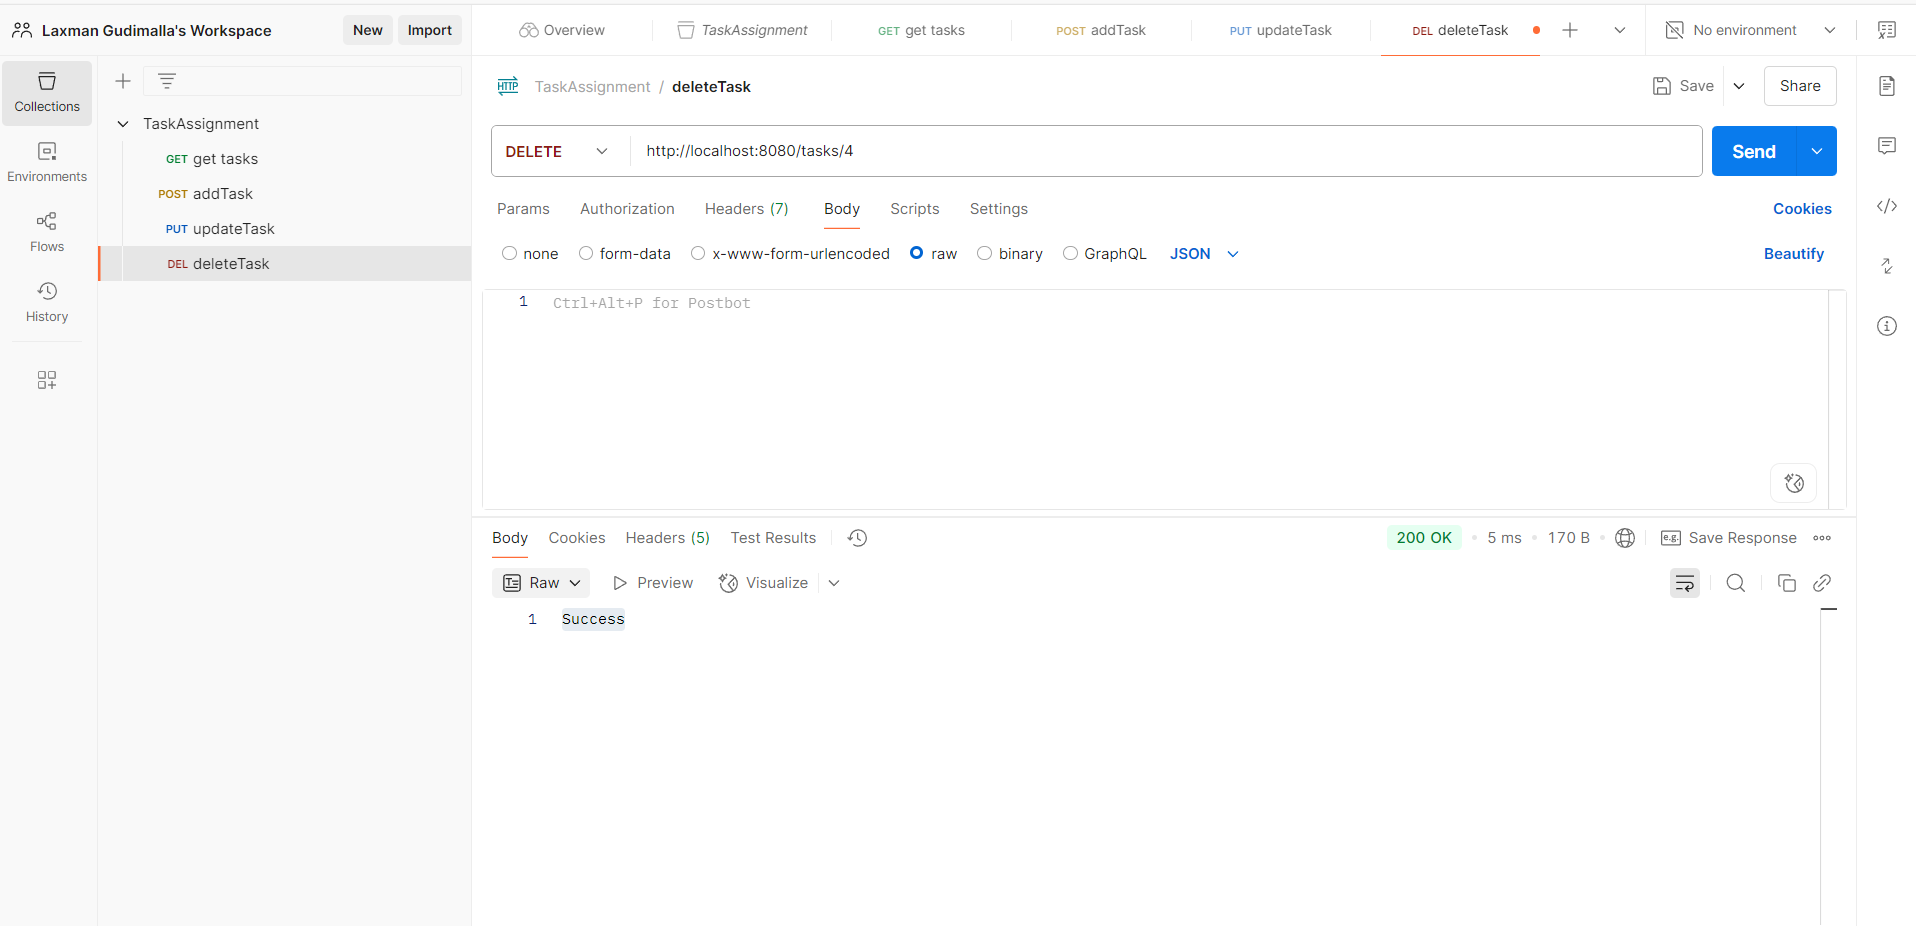 Laxman Gudimalla's Workspace
New
Import
Overview
TaskAssignment
GET get tasks
POST addTask
PUT updateTask
DEL deleteTask
No environment
Collections
Environments
Flows
History
TaskAssignment
GET get tasks
POST addTask
PUT updateTask
DEL deleteTask
HTTP TaskAssignment / deleteTask
Save
Share
DELETE
http://localhost:8080/tasks/4
Send
Params
Authorization
Headers (7)
Body
Scripts
Settings
Cookies
none
form-data
x-www-form-urlencoded
raw
binary
GraphQL
JSON
Beautify
1 Ctrl+Alt+P for Postbot
Body
Cookies
Headers (5)
Test Results
200 OK
5 ms
170 B
e.g. Save Response
Raw
Preview
Visualize
1 Success